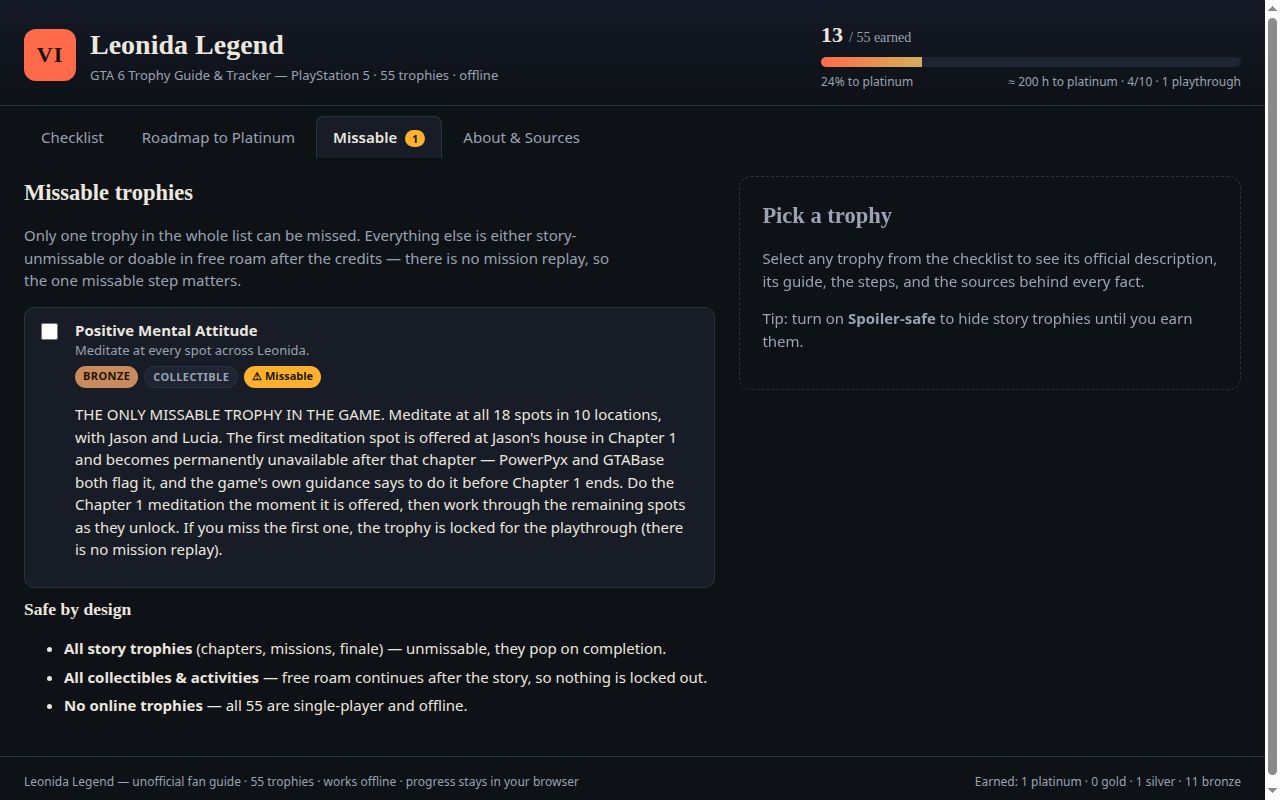 VI
Leonida Legend
GTA 6 Trophy Guide & Tracker — PlayStation 5 · 55 trophies · offline
13 / 55 earned
24% to platinum
≈ 200 h to platinum · 4/10 · 1 playthrough
Checklist
Roadmap to Platinum
Missable 1
About & Sources
Missable trophies
Only one trophy in the whole list can be missed. Everything else is either story-
unmissable or doable in free roam after the credits — there is no mission replay, so
the one missable step matters.
Positive Mental Attitude
Meditate at every spot across Leonida.
BRONZE
COLLECTIBLE
⚠ Missable
THE ONLY MISSABLE TROPHY IN THE GAME. Meditate at all 18 spots in 10 locations,
with Jason and Lucia. The first meditation spot is offered at Jason's house in Chapter 1
and becomes permanently unavailable after that chapter — PowerPyx and GTABase
both flag it, and the game's own guidance says to do it before Chapter 1 ends. Do the
Chapter 1 meditation the moment it is offered, then work through the remaining spots
as they unlock. If you miss the first one, the trophy is locked for the playthrough (there
is no mission replay).
Safe by design
• All story trophies (chapters, missions, finale) — unmissable, they pop on completion.
• All collectibles & activities — free roam continues after the story, so nothing is locked out.
• No online trophies — all 55 are single-player and offline.
Pick a trophy
Select any trophy from the checklist to see its official description,
its guide, the steps, and the sources behind every fact.
Tip: turn on Spoiler-safe to hide story trophies until you earn
them.
Leonida Legend — unofficial fan guide · 55 trophies · works offline · progress stays in your browser
Earned: 1 platinum · 0 gold · 1 silver · 11 bronze